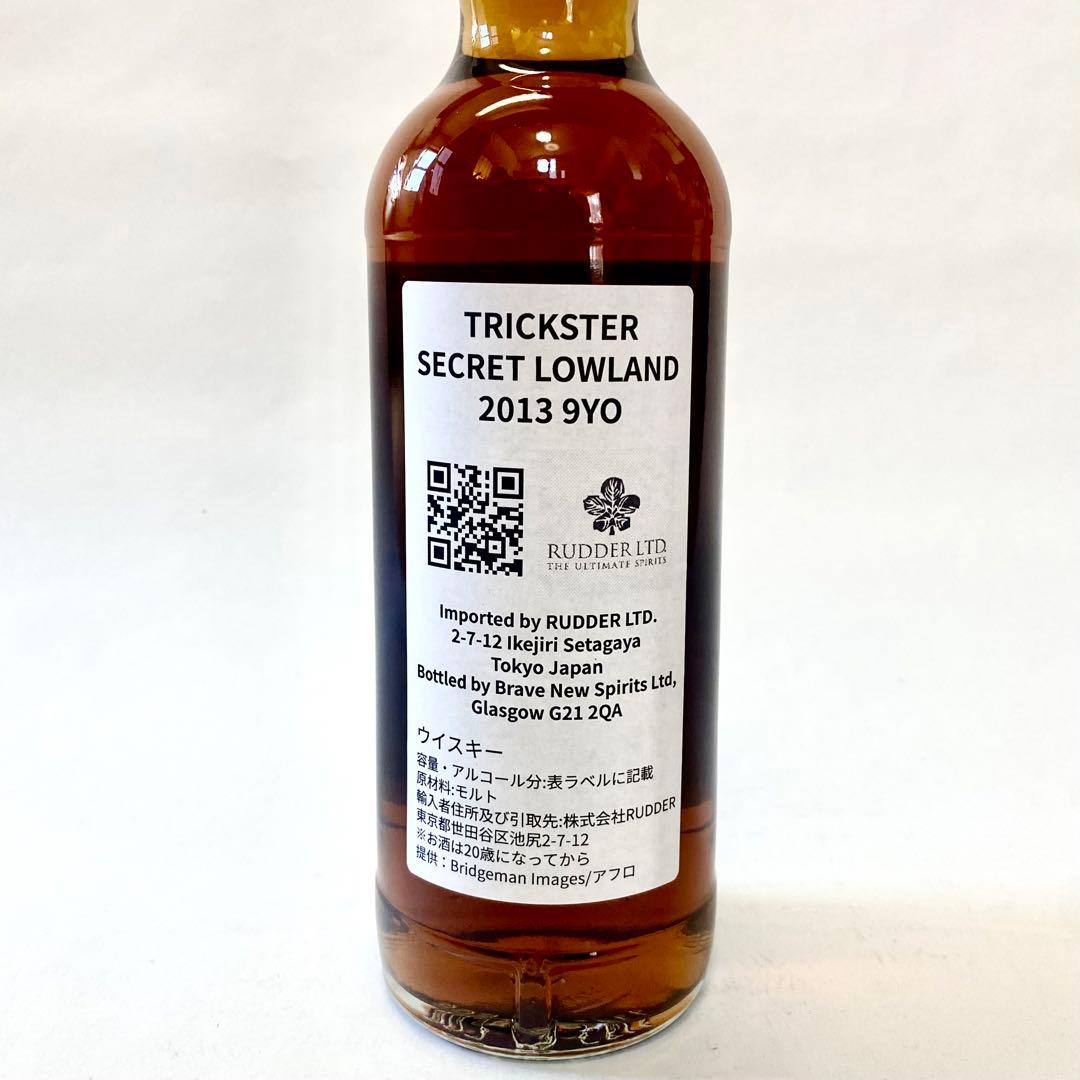 TRICKSTER
SECRET LOWLAND
2013 9YO
RUDDER LTD.
THE ULTIMATE SPIRITS
Imported by RUDDER LTD.
2-7-12 Ikejiri Setagaya
Tokyo Japan
Bottled by Brave New Spirits Ltd,
Glasgow G21 2QA
ウイスキー
容量・アルコール分:表ラベルに記載
原材料:モルト
輸入者住所及び引取先:株式会社RUDDER
東京都世田谷区池尻2-7-12
※お酒は20歳になってから
提供：Bridgeman Images/アフロ